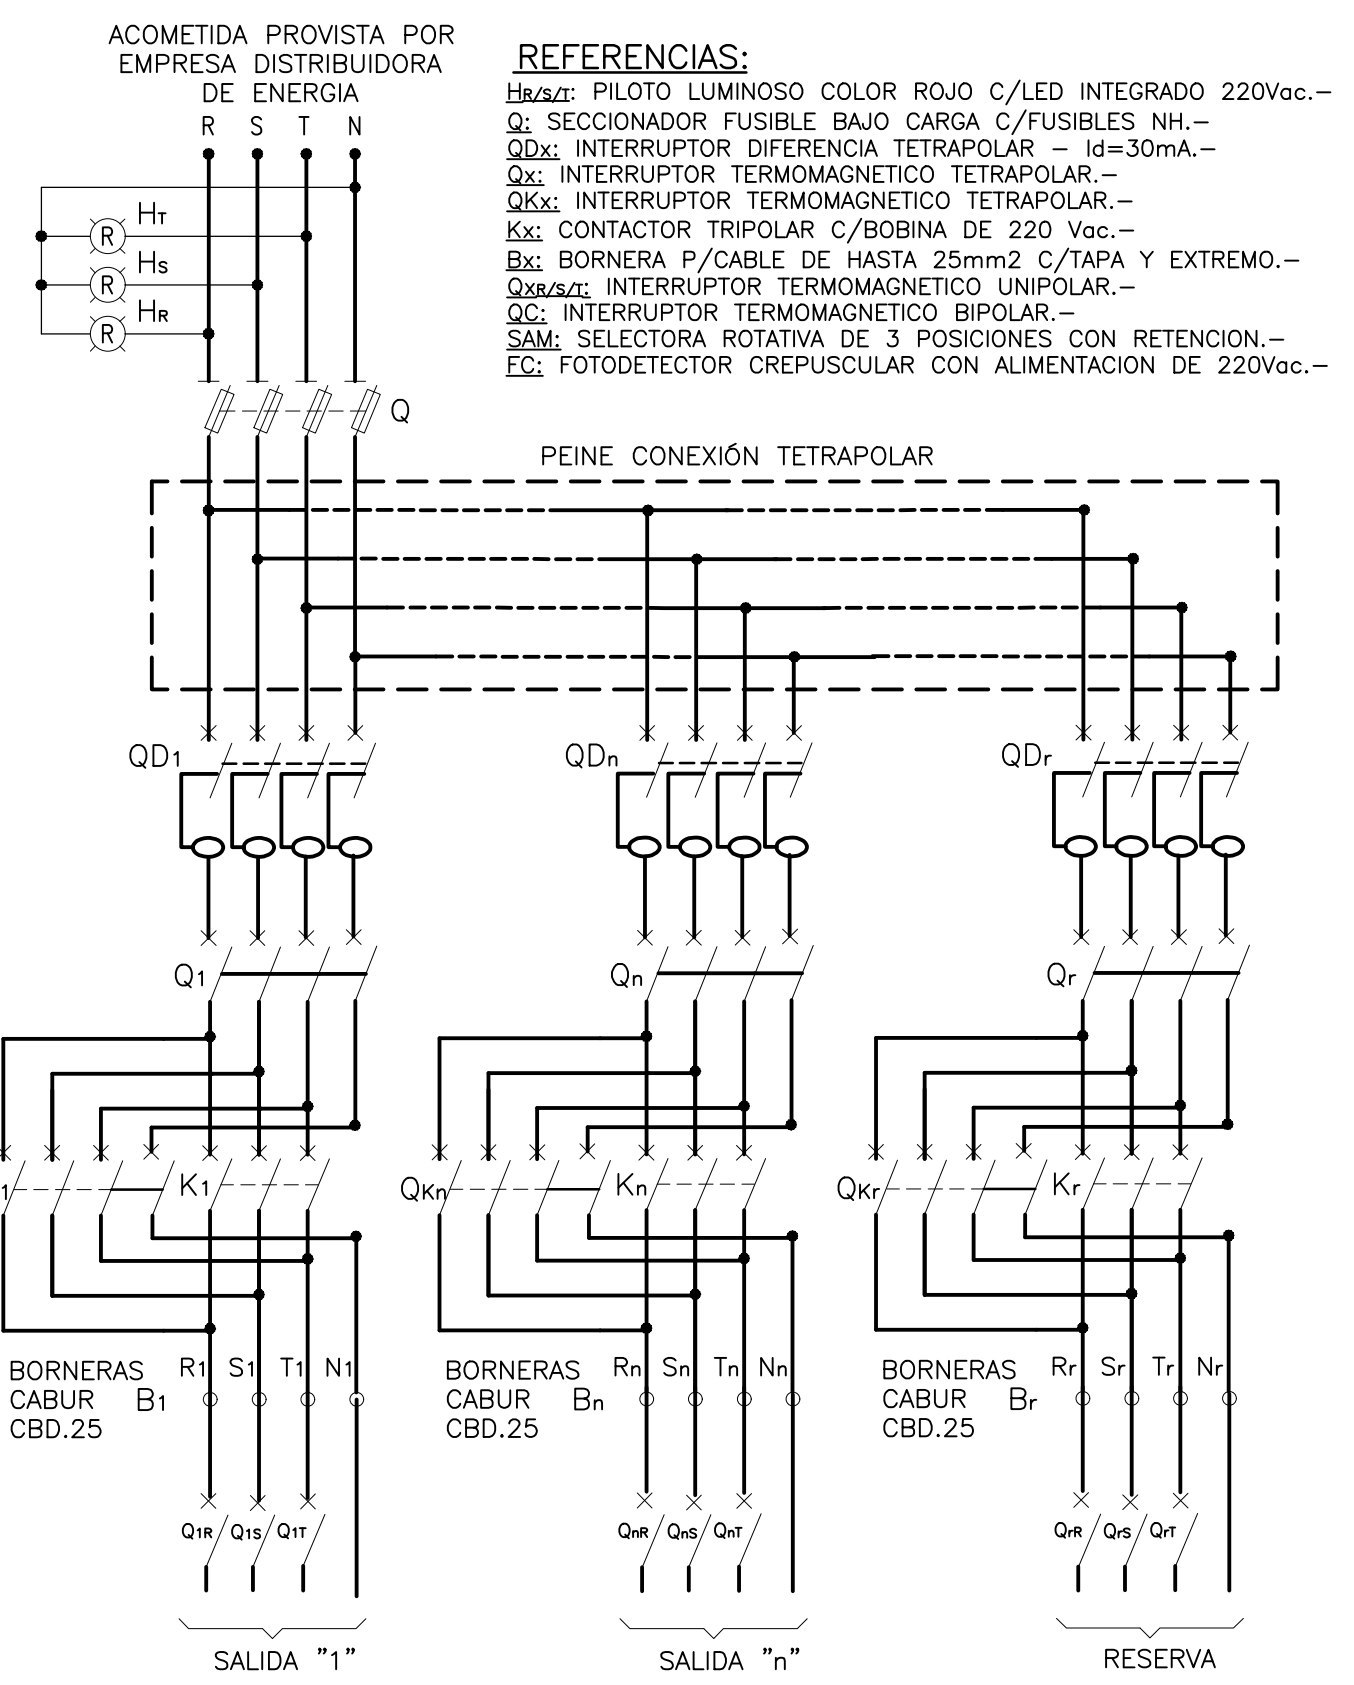 ACOMETIDA PROVISTA POR
EMPRESA DISTRIBUIDORA
DE ENERGIA
R S T N
REFERENCIAS:
HR/S/T: PILOTO LUMINOSO COLOR ROJO C/LED INTEGRADO 220Vac.–
Q: SECCIONADOR FUSIBLE BAJO CARGA C/FUSIBLES NH.–
QDx: INTERRUPTOR DIFERENCIA TETRAPOLAR – Id=30mA.–
Qx: INTERRUPTOR TERMOMAGNETICO TETRAPOLAR.–
QKx: INTERRUPTOR TERMOMAGNETICO TETRAPOLAR.–
Kx: CONTACTOR TRIPOLAR C/BOBINA DE 220 Vac.–
Bx: BORNERA P/CABLE DE HASTA 25mm2 C/TAPA Y EXTREMO.–
QxR/S/T: INTERRUPTOR TERMOMAGNETICO UNIPOLAR.–
QC: INTERRUPTOR TERMOMAGNETICO BIPOLAR.–
SAM: SELECTORA ROTATIVA DE 3 POSICIONES CON RETENCION.–
FC: FOTODETECTOR CREPUSCULAR CON ALIMENTACION DE 220Vac.–
R HT
R HS
R HR
Q
PEINE CONEXIÓN TETRAPOLAR
QD1 QDn QDr
Q1 Qn Qr
1 K1 QKn Kn QKr Kr
R1 S1 T1 N1 Rn Sn Tn Nn Rr Sr Tr Nr
BORNERAS
CABUR B1
CBD.25
BORNERAS
CABUR Bn
CBD.25
BORNERAS
CABUR Br
CBD.25
Q1R Q1S Q1T QnR QnS QnT QrR QrS QrT
SALIDA "1" SALIDA "n" RESERVA